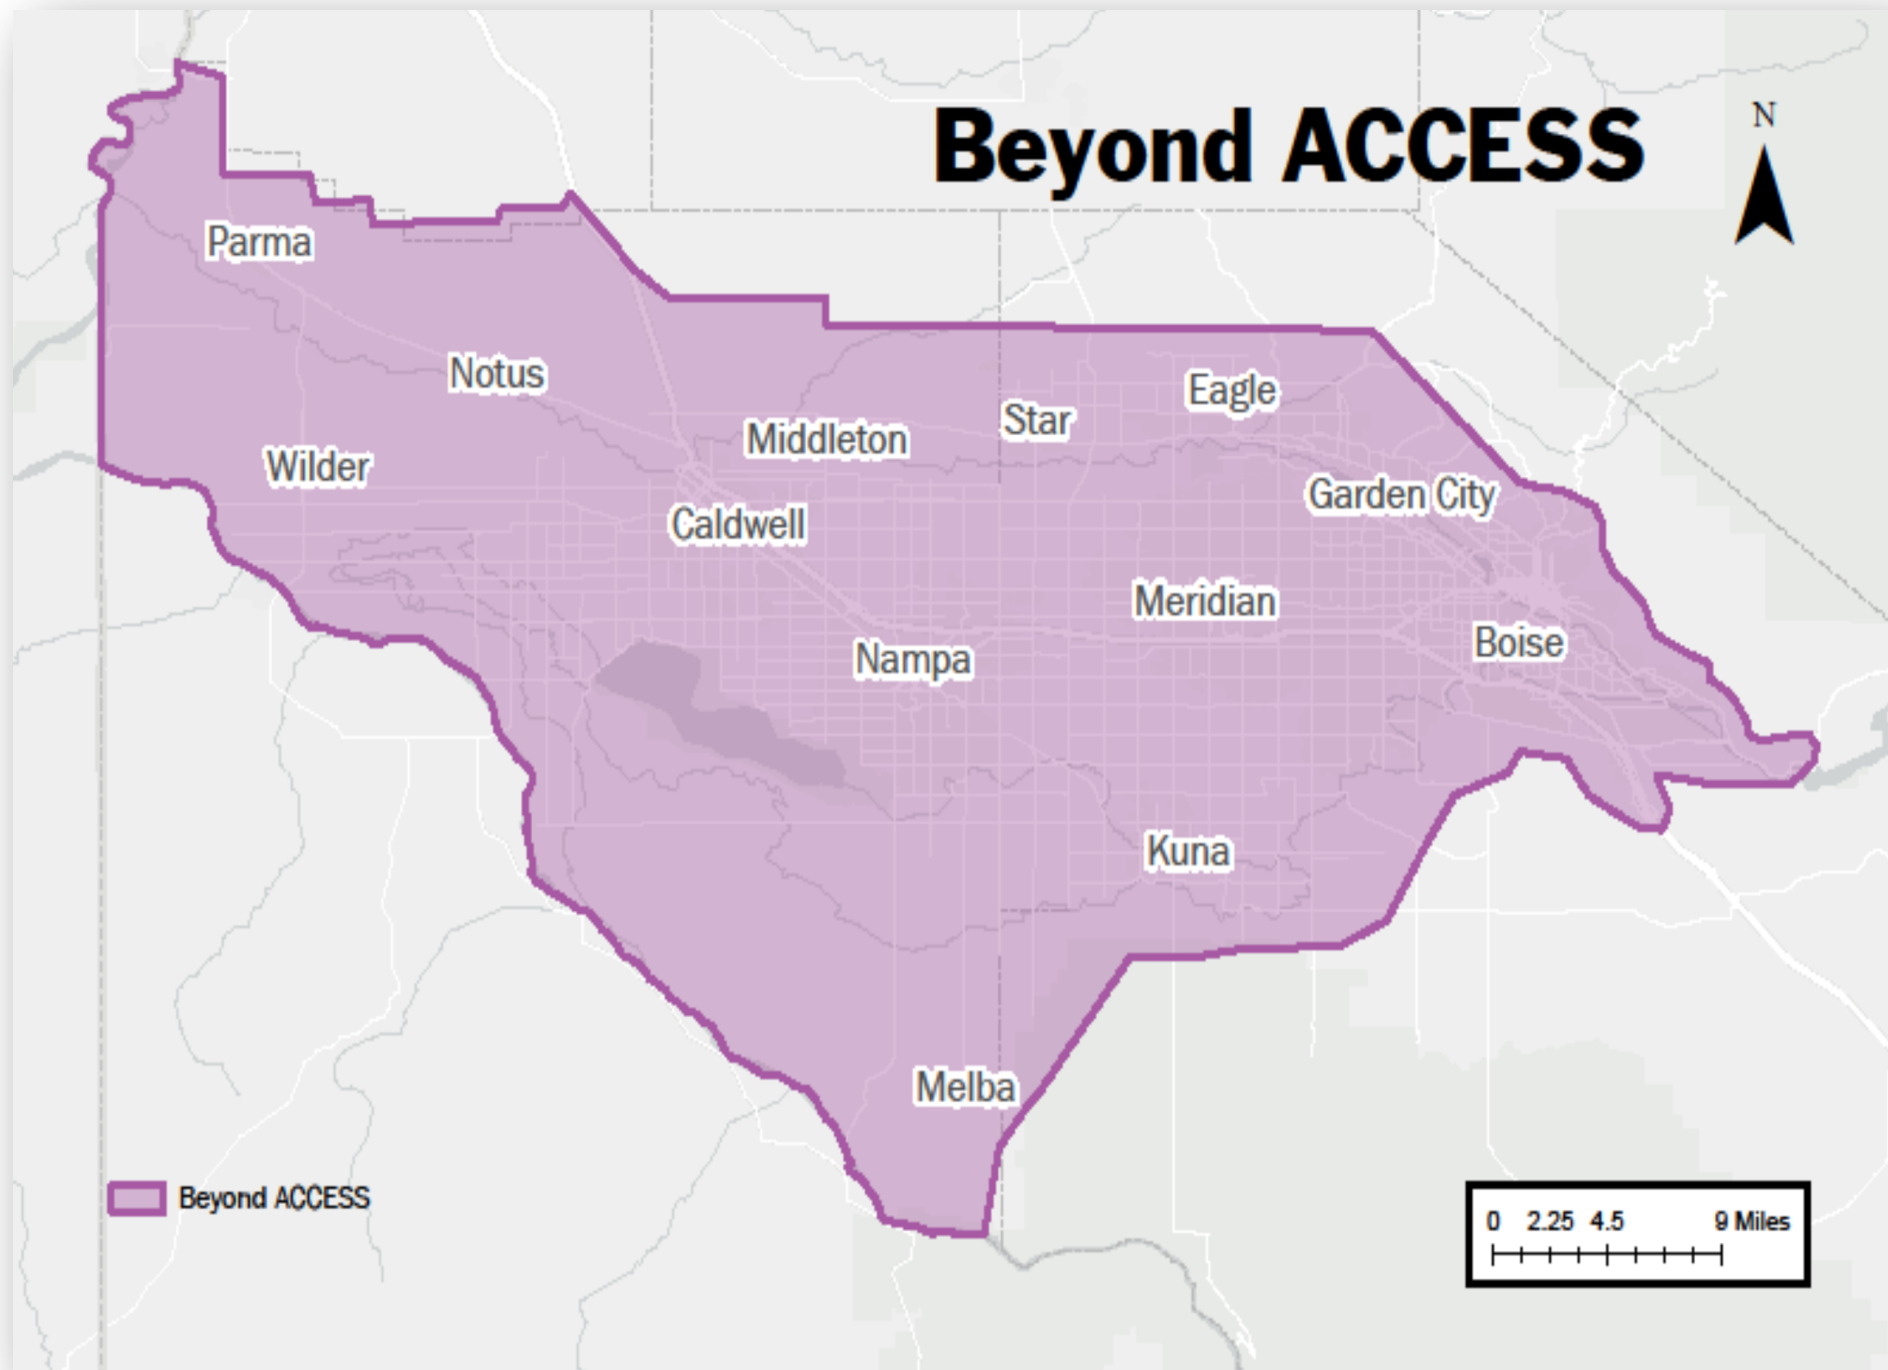 Beyond ACCESS
N
Parma
Notus
Eagle
Star
Middleton
Wilder
Garden City
Caldwell
Meridian
Boise
Nampa
Kuna
Melba
Beyond ACCESS
0 2.25 4.5 9 Miles